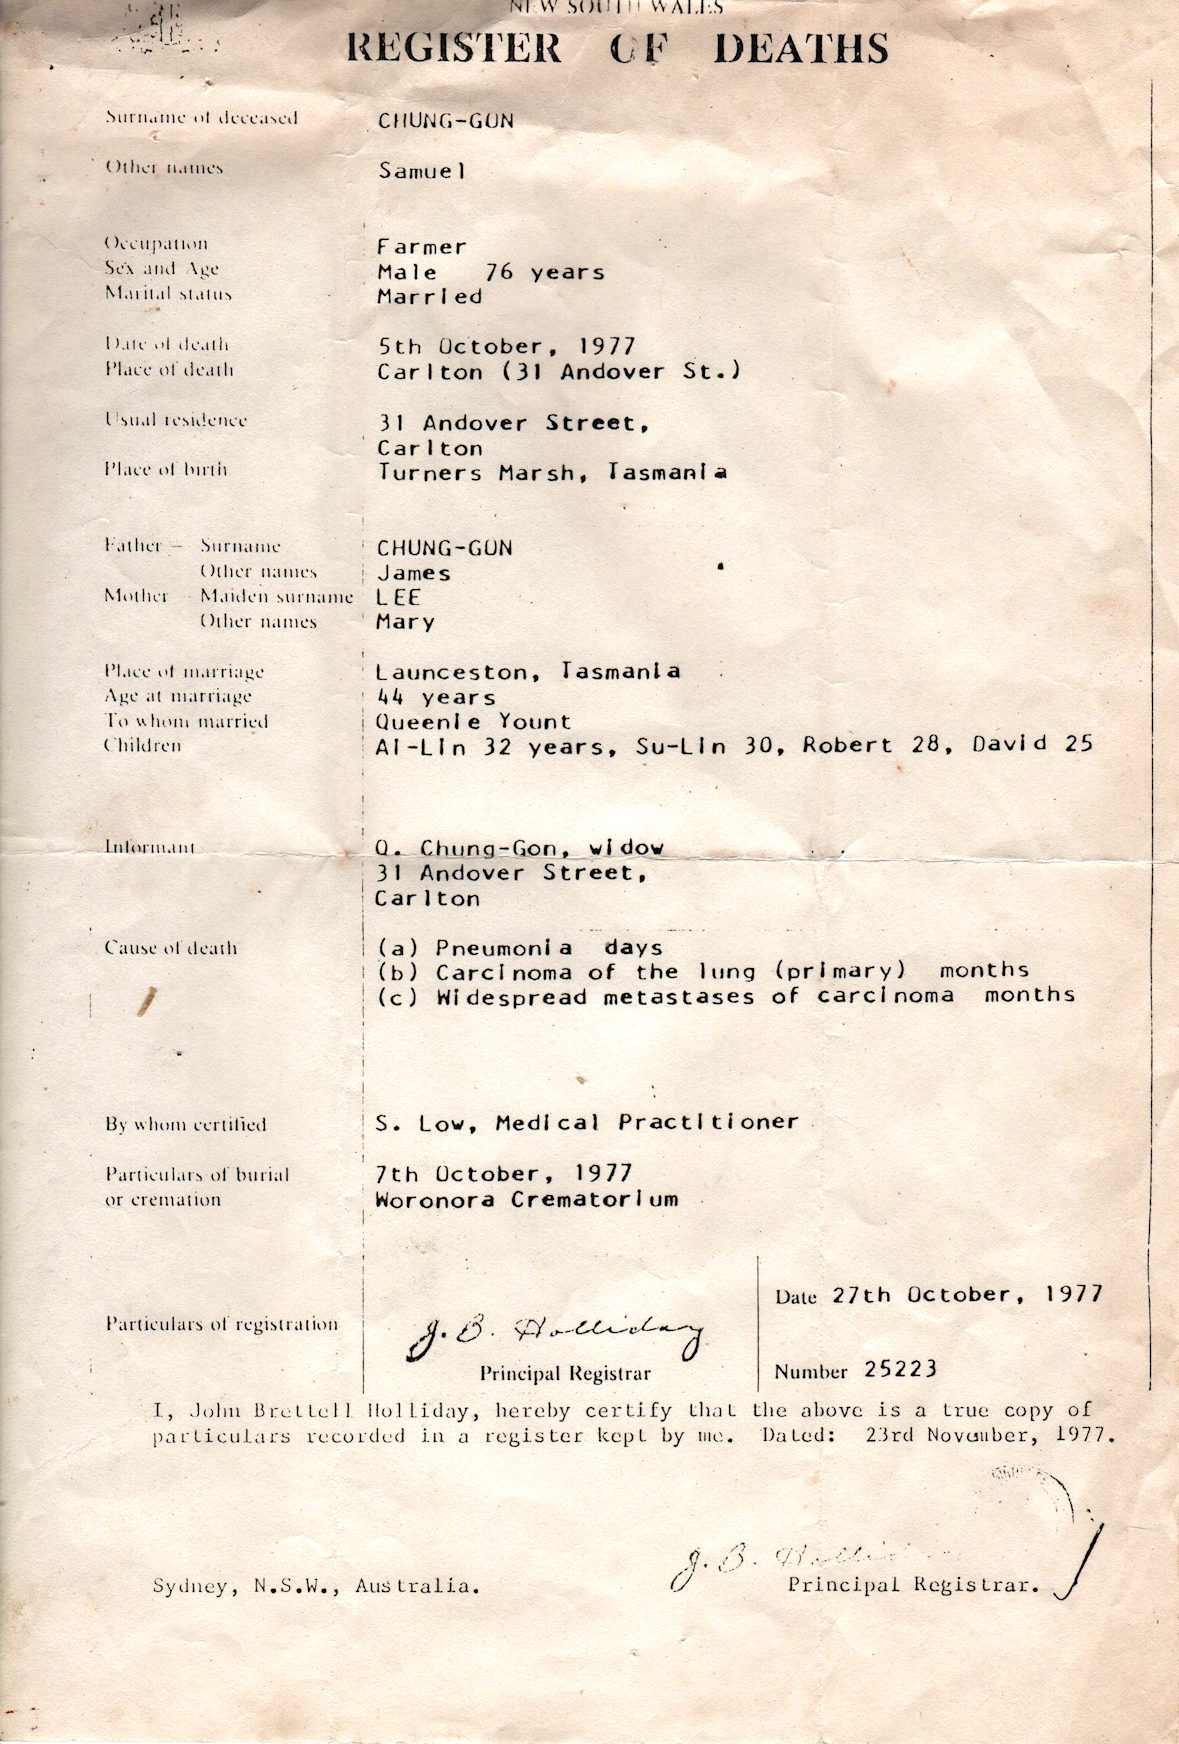 NEW SOUTH WALES
REGISTER OF DEATHS
Surname of deceased CHUNG-GON
Other names Samuel
Occupation Farmer
Sex and Age Male 76 years
Marital status Married
Date of death 5th October, 1977
Place of death Carlton (31 Andover St.)
Usual residence 31 Andover Street,
Carlton
Place of birth Turners Marsh, Tasmania
Father – Surname CHUNG-GON
Other names James
Mother Maiden surname LEE
Other names Mary
Place of marriage Launceston, Tasmania
Age at marriage 44 years
To whom married Queenie Yount
Children Ai-Lin 32 years, Su-Lin 30, Robert 28, David 25
Informant Q. Chung-Gon, widow
31 Andover Street,
Carlton
Cause of death (a) Pneumonia days
(b) Carcinoma of the lung (primary) months
(c) Widespread metastases of carcinoma months
By whom certified S. Low, Medical Practitioner
Particulars of burial 7th October, 1977
or cremation Woronora Crematorium
Date 27th October, 1977
Particulars of registration J. B. Holliday
Principal Registrar Number 25223
I, John Brettell Holliday, hereby certify that the above is a true copy of
particulars recorded in a register kept by me. Dated: 23rd November, 1977.
J. B. Holliday
Sydney, N.S.W., Australia. Principal Registrar.